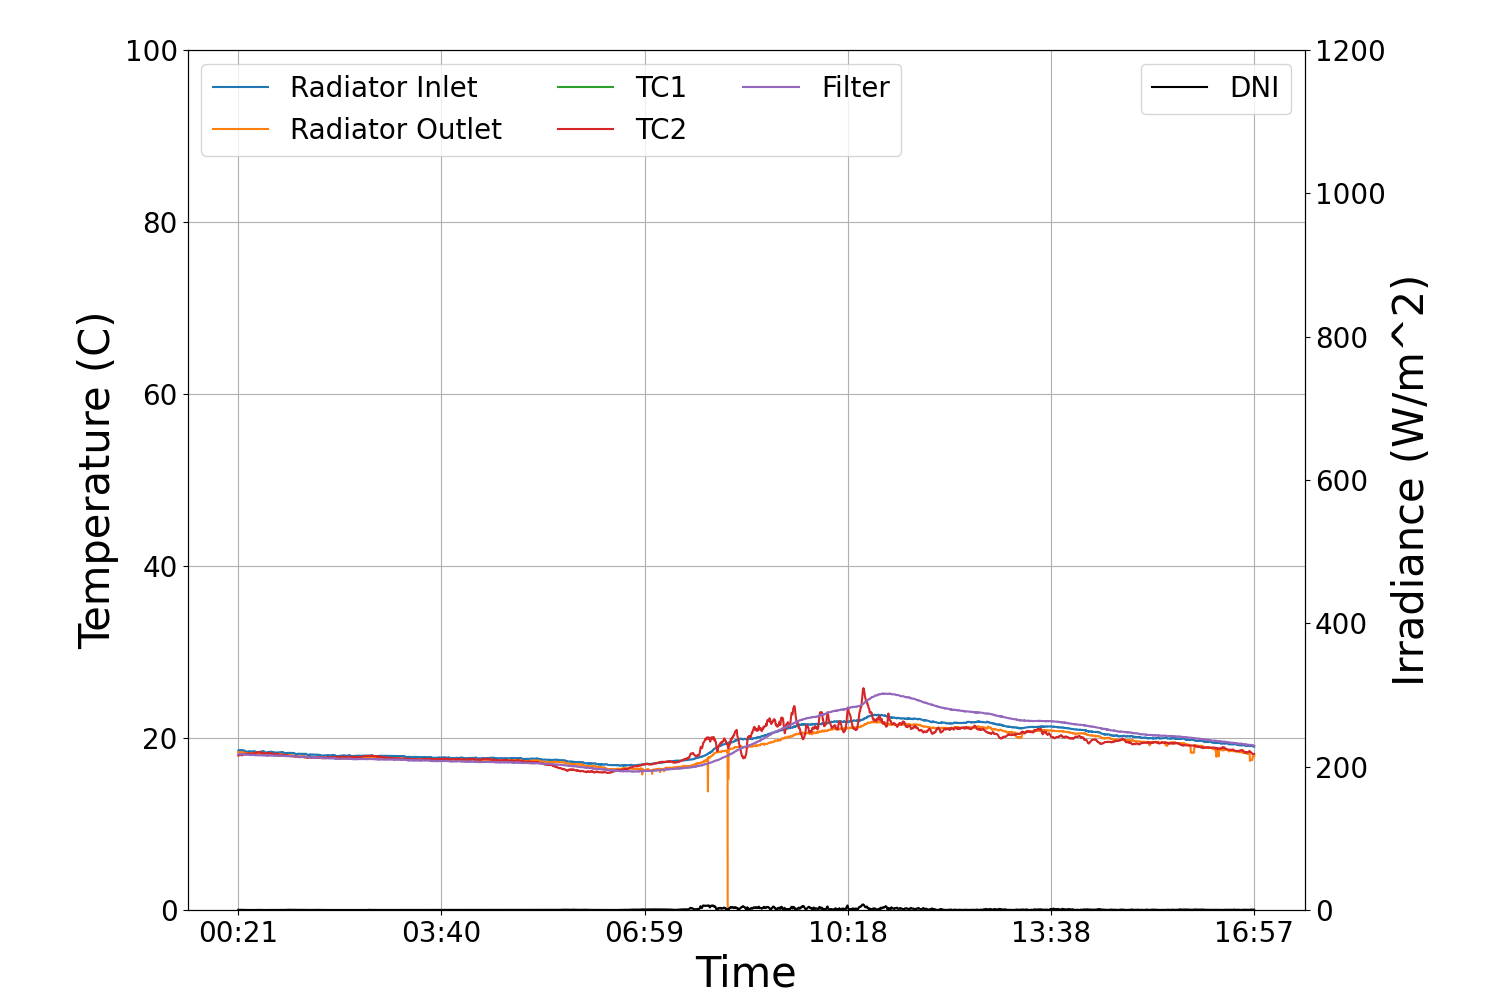 Radiator Inlet
Radiator Outlet
TC1
TC2
Filter
DNI
Temperature (C)
100
80
60
40
20
0
Irradiance (W/m^2)
1200
1000
800
600
400
200
0
00:21 03:40 06:59 10:18 13:38 16:57
Time